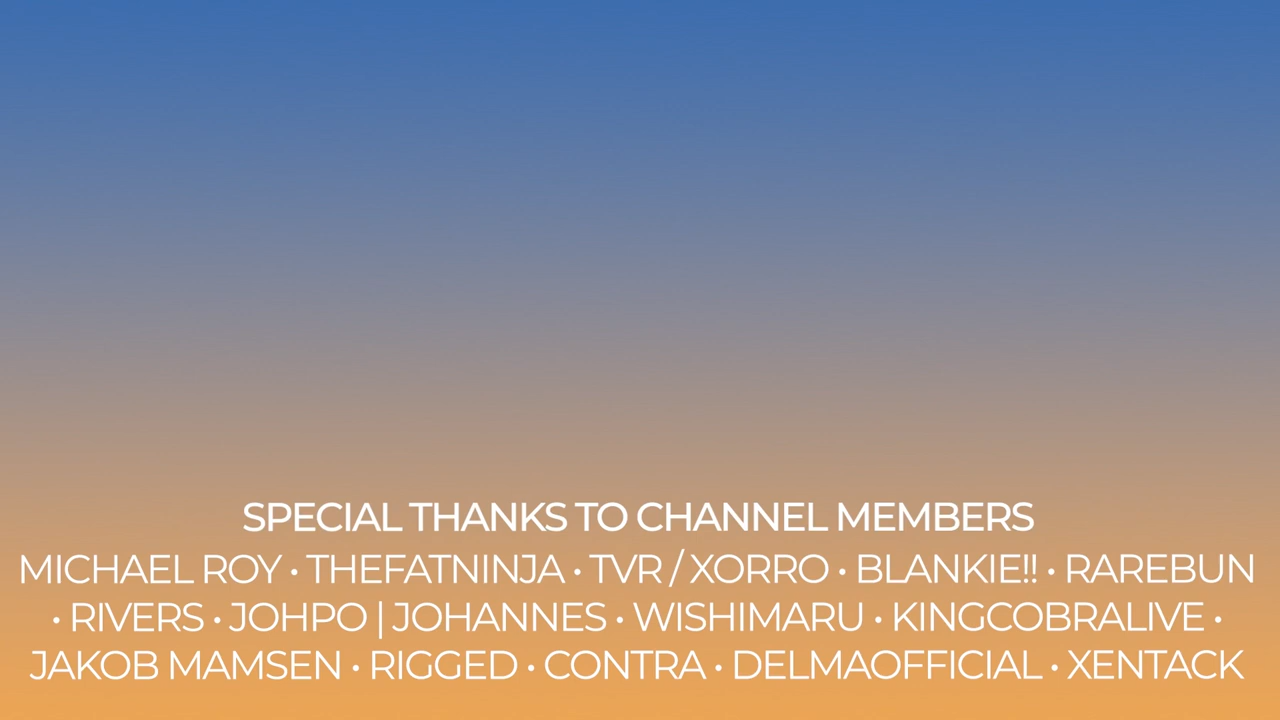 SPECIAL THANKS TO CHANNEL MEMBERS
MICHAEL ROY • THEFATNINJA • TVR / XORRO • BLANKIE!! • RAREBUN
• RIVERS • JOHPO | JOHANNES • WISHIMARU • KINGCOBRALIVE •
JAKOB MAMSEN • RIGGED • CONTRA • DELMAOFFICIAL • XENTACK